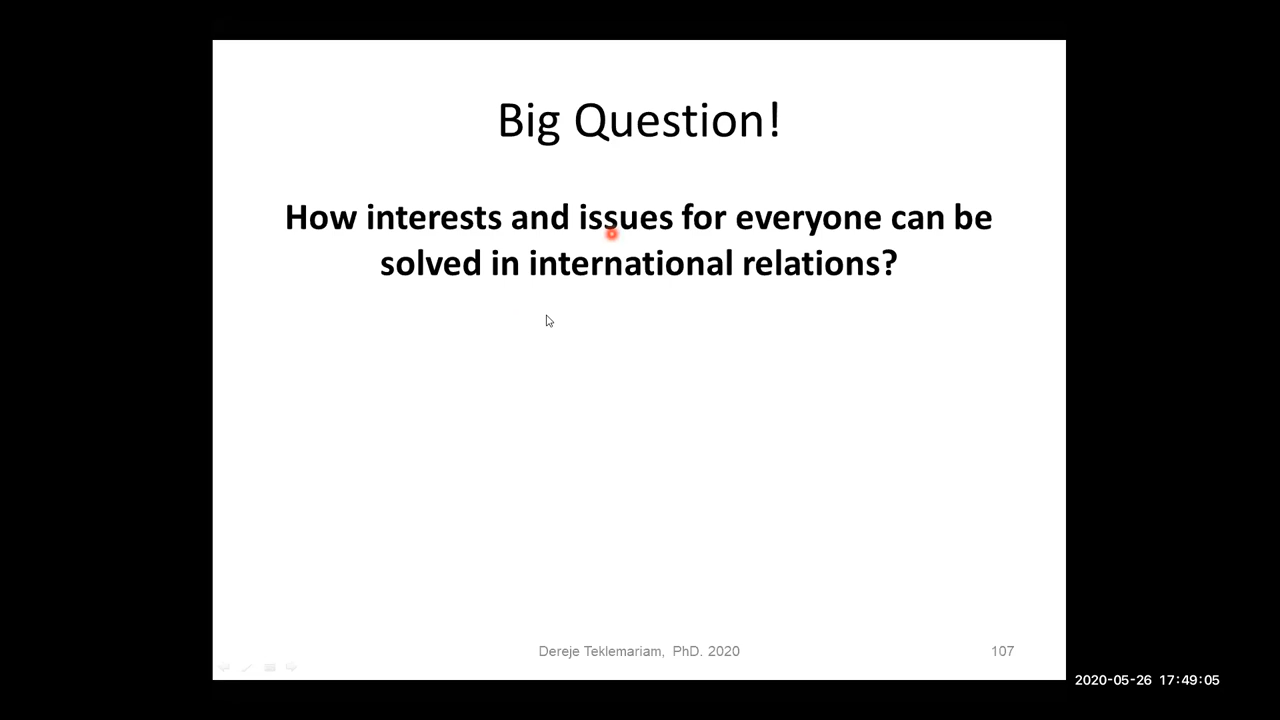 Big Question!
How interests and issues for everyone can be
solved in international relations?
Dereje Teklemariam, PhD. 2020
107
2020-05-26 17:49:05